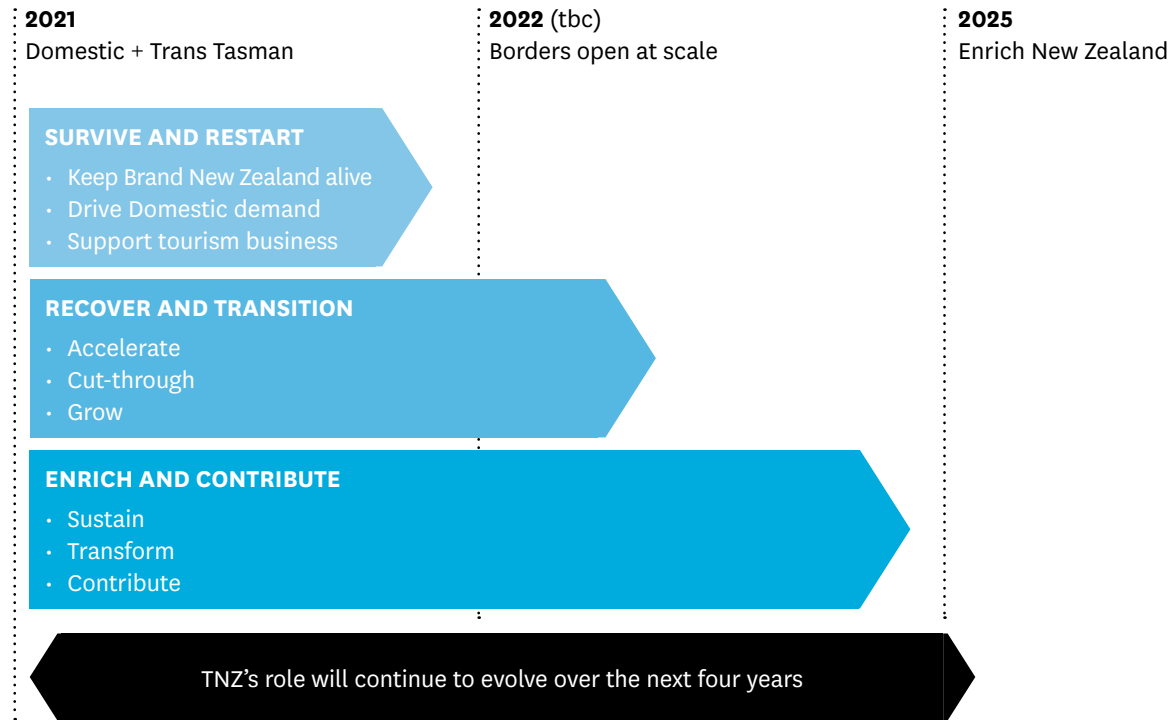 2021
Domestic + Trans Tasman
2022 (tbc)
Borders open at scale
2025
Enrich New Zealand
SURVIVE AND RESTART
• Keep Brand New Zealand alive
• Drive Domestic demand
• Support tourism business
RECOVER AND TRANSITION
• Accelerate
• Cut-through
• Grow
ENRICH AND CONTRIBUTE
• Sustain
• Transform
• Contribute
TNZ’s role will continue to evolve over the next four years